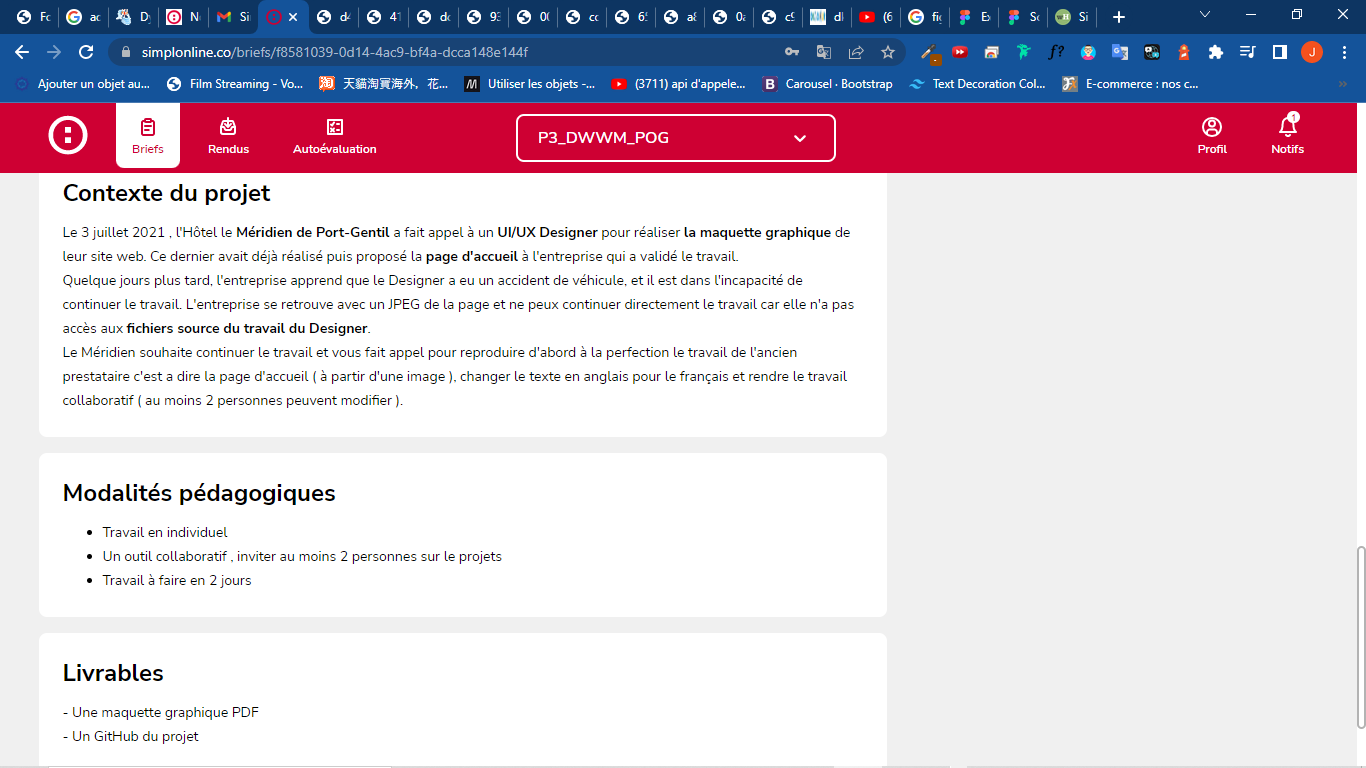 Fo
ac
Dy
N
Si
d4
41
dc
93
00
cc
65
a8
0a
c9
dl
(6
fig
Ex
Sc
Si
simplonline.co/briefs/f8581039-0d14-4ac9-bf4a-dcca148e144f
J
Ajouter un objet au...
Film Streaming - Vo...
天貓淘寶海外，花...
Utiliser les objets -...
(3711) api d'appele...
Carousel · Bootstrap
Text Decoration Col...
E-commerce : nos c...
Briefs
Rendus
Autoévaluation
P3_DWWM_POG
Profil
1
Notifs
Contexte du projet
Le 3 juillet 2021 , l'Hôtel le Méridien de Port-Gentil a fait appel à un UI/UX Designer pour réaliser la maquette graphique de
leur site web. Ce dernier avait déjà réalisé puis proposé la page d'accueil à l'entreprise qui a validé le travail.
Quelque jours plus tard, l'entreprise apprend que le Designer a eu un accident de véhicule, et il est dans l'incapacité de
continuer le travail. L'entreprise se retrouve avec un JPEG de la page et ne peux continuer directement le travail car elle n'a pas
accès aux fichiers source du travail du Designer.
Le Méridien souhaite continuer le travail et vous fait appel pour reproduire d'abord à la perfection le travail de l'ancien
prestataire c'est a dire la page d'accueil ( à partir d'une image ), changer le texte en anglais pour le français et rendre le travail
collaboratif ( au moins 2 personnes peuvent modifier ).
Modalités pédagogiques
• Travail en individuel
• Un outil collaboratif , inviter au moins 2 personnes sur le projets
• Travail à faire en 2 jours
Livrables
- Une maquette graphique PDF
- Un GitHub du projet